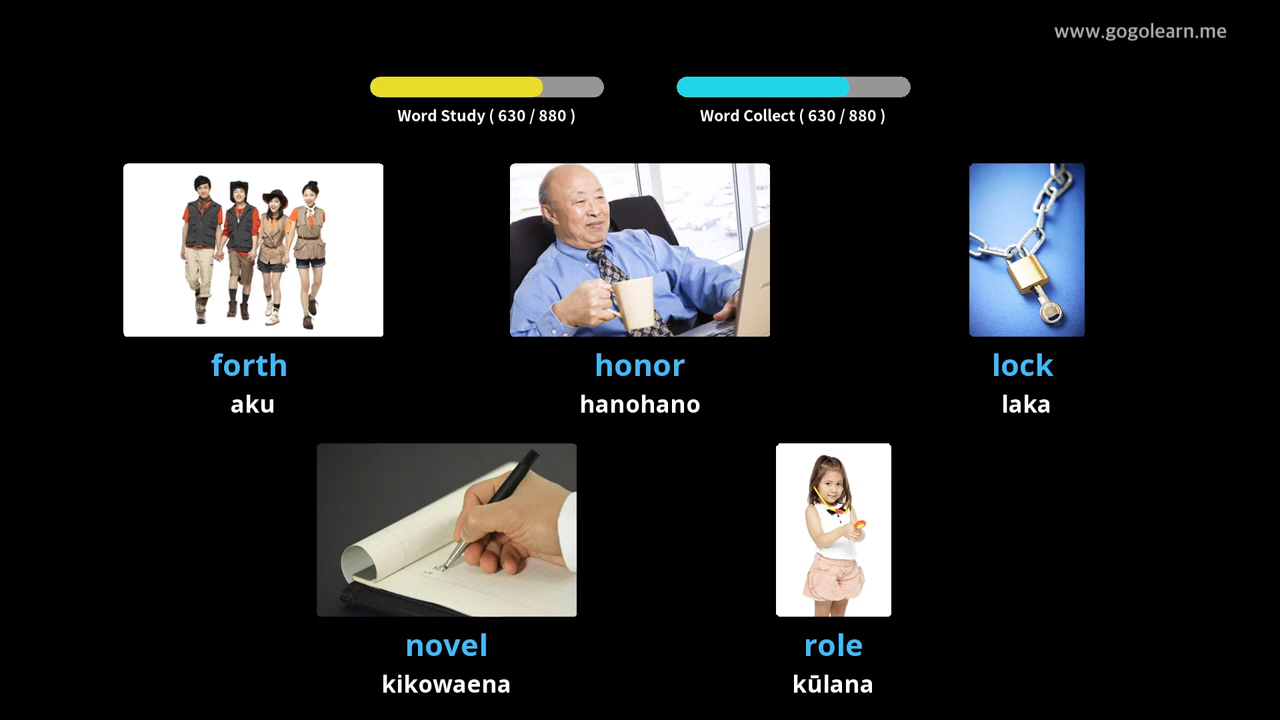 www.gogolearn.me
Word Study ( 630 / 880 )
Word Collect ( 630 / 880 )
forth
aku
honor
hanohano
lock
laka
novel
kikowaena
role
kūlana